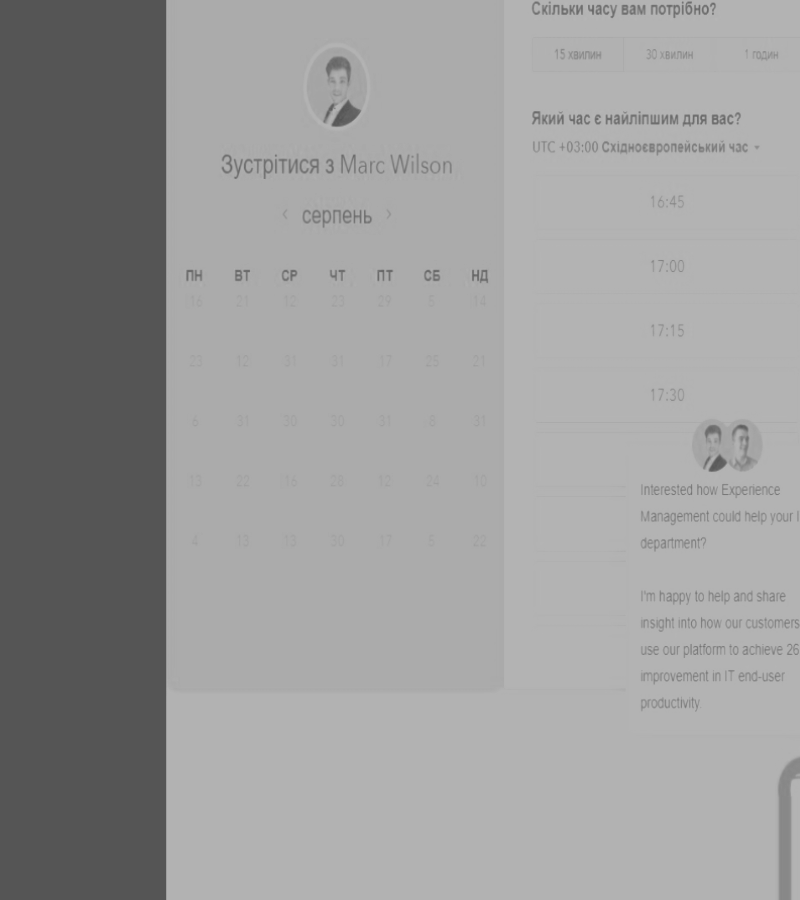 Зустрітися з Marc Wilson
‹ серпень ›
ПН ВТ СР ЧТ ПТ СБ НД
16 21 12 23 29 5 14
23 12 31 31 17 25 21
6 31 30 30 31 8 31
13 22 16 28 12 24 10
4 13 13 30 17 5 22
Скільки часу вам потрібно?
15 хвилин 30 хвилин 1 годин
Який час є найліпшим для вас?
UTC +03:00 Східноєвропейський час
16:45
17:00
17:15
17:30
Interested how Experience
Management could help your
department?
I'm happy to help and share
insight into how our customers
use our platform to achieve 26
improvement in IT end-user
productivity.